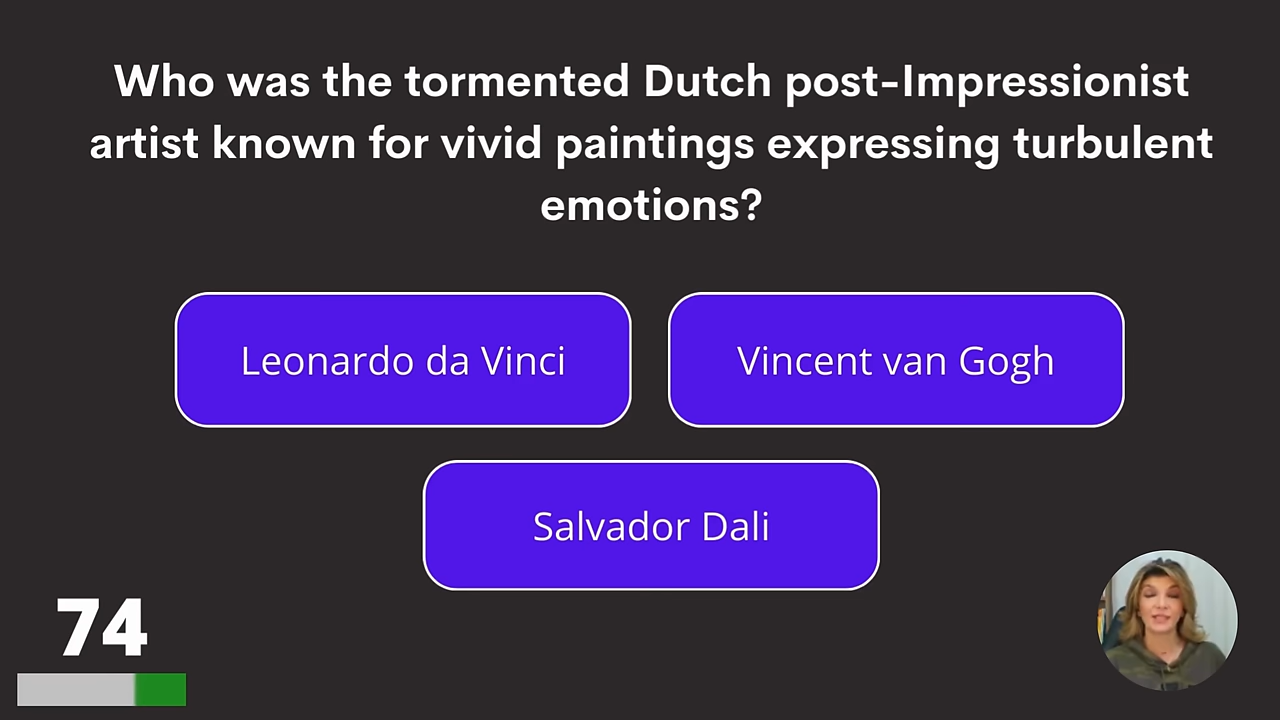 Who was the tormented Dutch post-Impressionist
artist known for vivid paintings expressing turbulent
emotions?
Leonardo da Vinci
Vincent van Gogh
Salvador Dali
74